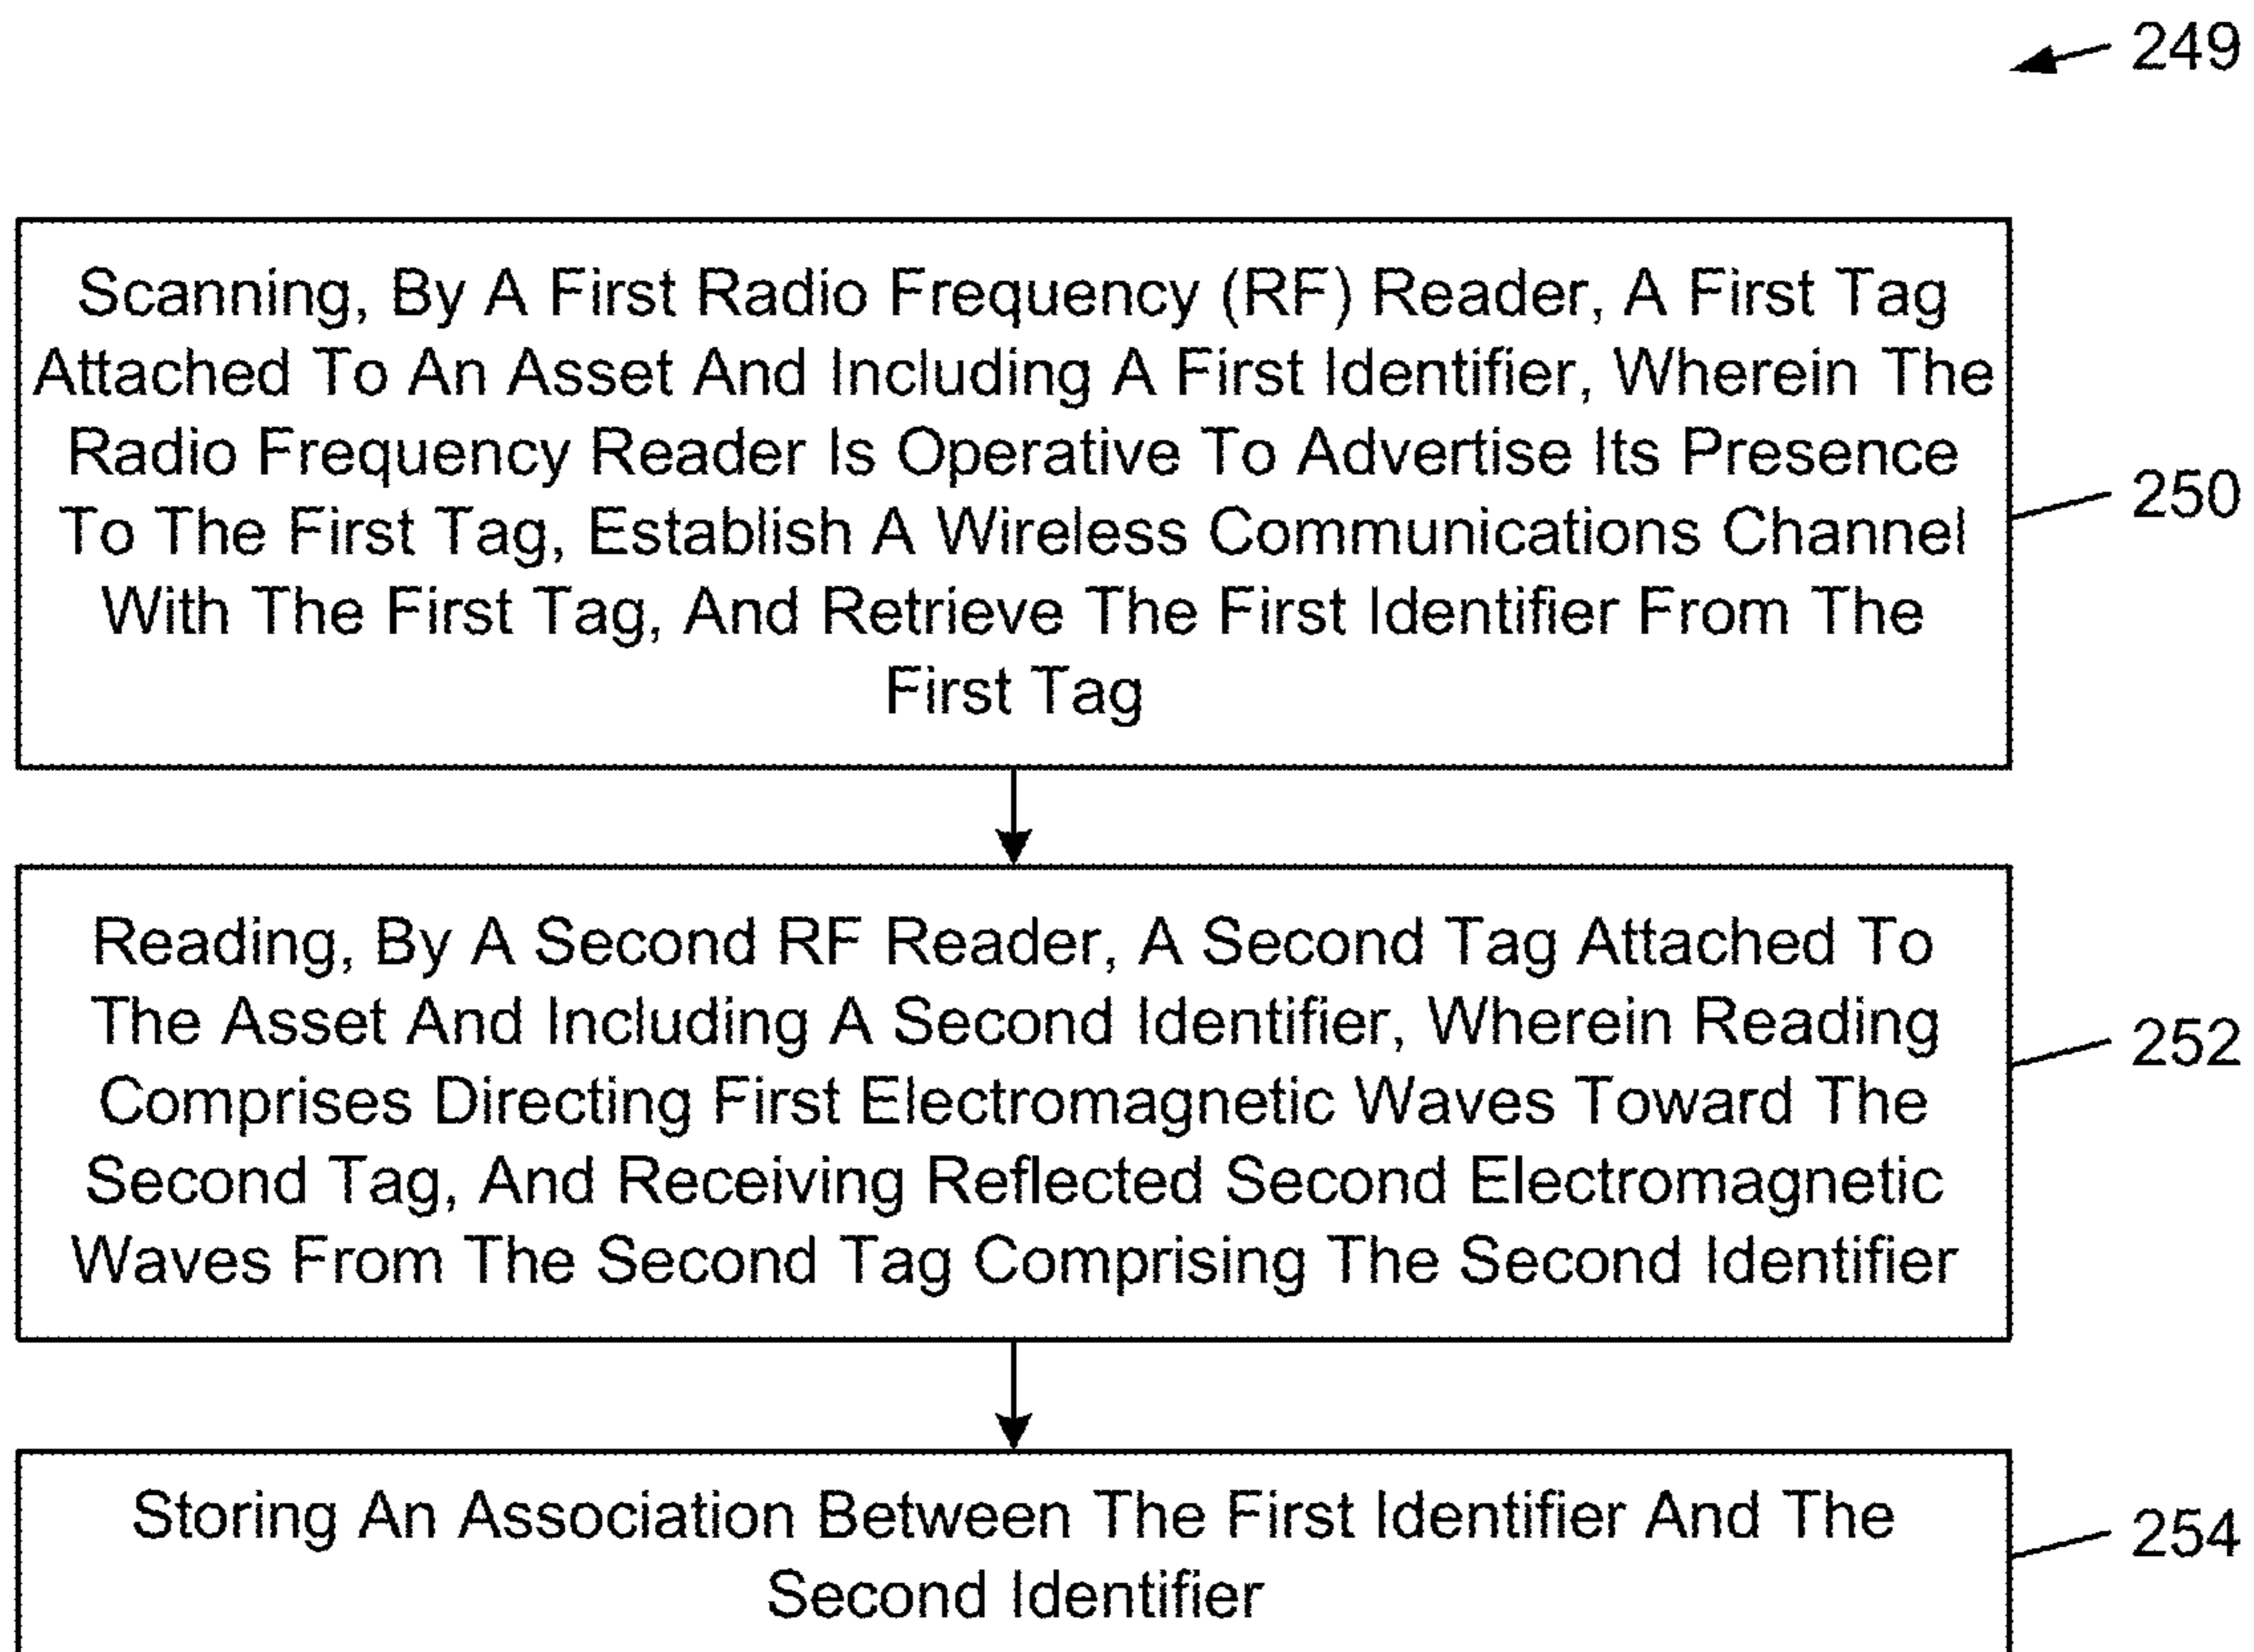 249
Scanning, By A First Radio Frequency (RF) Reader, A First Tag
Attached To An Asset And Including A First Identifier, Wherein The
Radio Frequency Reader Is Operative To Advertise Its Presence
To The First Tag, Establish A Wireless Communications Channel
With The First Tag, And Retrieve The First Identifier From The
First Tag
250
Reading, By A Second RF Reader, A Second Tag Attached To
The Asset And Including A Second Identifier, Wherein Reading
Comprises Directing First Electromagnetic Waves Toward The
Second Tag, And Receiving Reflected Second Electromagnetic
Waves From The Second Tag Comprising The Second Identifier
252
Storing An Association Between The First Identifier And The
Second Identifier
254